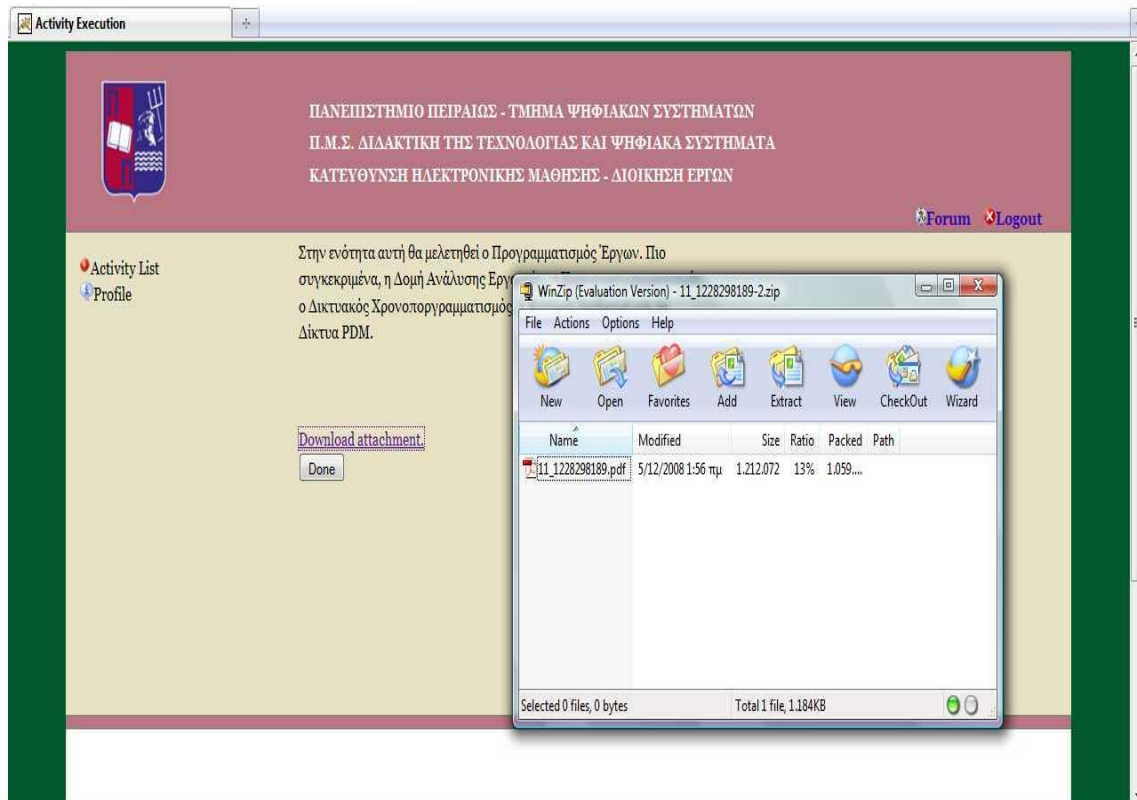 Activity Execution
ΠΑΝΕΠΙΣΤΗΜΙΟ ΠΕΙΡΑΙΩΣ - ΤΜΗΜΑ ΨΗΦΙΑΚΩΝ ΣΥΣΤΗΜΑΤΩΝ
Π.Μ.Σ. ΔΙΔΑΚΤΙΚΗ ΤΗΣ ΤΕΧΝΟΛΟΓΙΑΣ ΚΑΙ ΨΗΦΙΑΚΑ ΣΥΣΤΗΜΑΤΑ
ΚΑΤΕΥΘΥΝΣΗ ΗΛΕΚΤΡΟΝΙΚΗΣ ΜΑΘΗΣΗΣ - ΔΙΟΙΚΗΣΗ ΕΡΓΩΝ
Forum Logout
Activity List
Profile
Στην ενότητα αυτή θα μελετηθεί ο Προγραμματισμός Έργων. Πιο
συγκεκριμένα, η Δομή Ανάλυσης
ο Δικτυακός Χρονοπορογραμματισμός
Δίκτυα PDM.
Download attachment.
Done
WinZip (Evaluation Version) - 11_1228298189-2.zip
File Actions Options Help
New Open Favorites Add Extract View CheckOut Wizard
Name Modified Size Ratio Packed Path
11_1228298189.pdf 5/12/2008 1:56 πμ 1.212.072 13% 1.059....
Selected 0 files, 0 bytes Total 1 file, 1.184KB